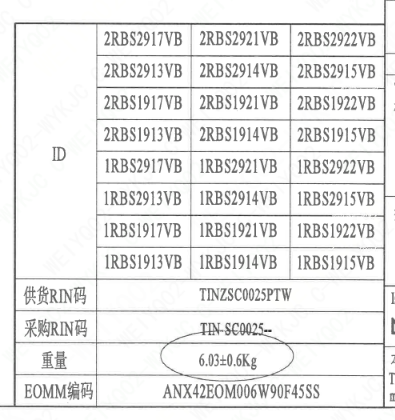 2RBS2917VB 2RBS2921VB 2RBS2922VB
2RBS2913VB 2RBS2914VB 2RBS2915VB
2RBS1917VB 2RBS1921VB 2RBS1922VB
2RBS1913VB 2RBS1914VB 2RBS1915VB
ID
1RBS2917VB 1RBS2921VB 1RBS2922VB
1RBS2913VB 1RBS2914VB 1RBS2915VB
1RBS1917VB 1RBS1921VB 1RBS1922VB
1RBS1913VB 1RBS1914VB 1RBS1915VB
供货RIN码 TINZSC0025PTW
采购RIN码 TIN-SC0025--
重量 6.03±0.6Kg
EOMM编码 ANX42EOM006W90F45SS